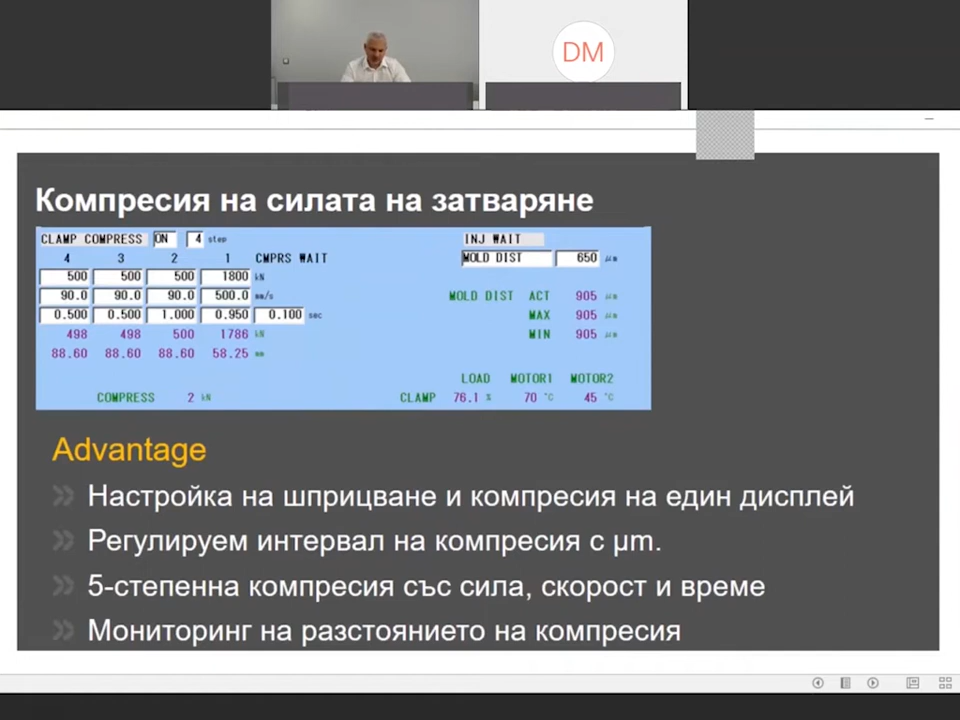 DM
Компресия на силата на затваряне
CLAMP COMPRESS ON 4 step INJ WAIT
4 3 2 1 CMPRS WAIT MOLD DIST 650 µm
500 500 500 1800 kN
90.0 90.0 90.0 500.0 mm/s MOLD DIST ACT 905 µm
0.500 0.500 1.000 0.950 0.100 sec MAX 905 µm
498 498 500 1786 kN MIN 905 µm
88.60 88.60 88.60 58.25 mm
LOAD MOTOR1 MOTOR2
COMPRESS 2 kN CLAMP 76.1 % 70 °C 45 °C
Advantage
Настройка на шприцване и компресия на един дисплей
Регулируем интервал на компресия с µm.
5-степенна компресия със сила, скорост и време
Мониторинг на разстоянието на компресия